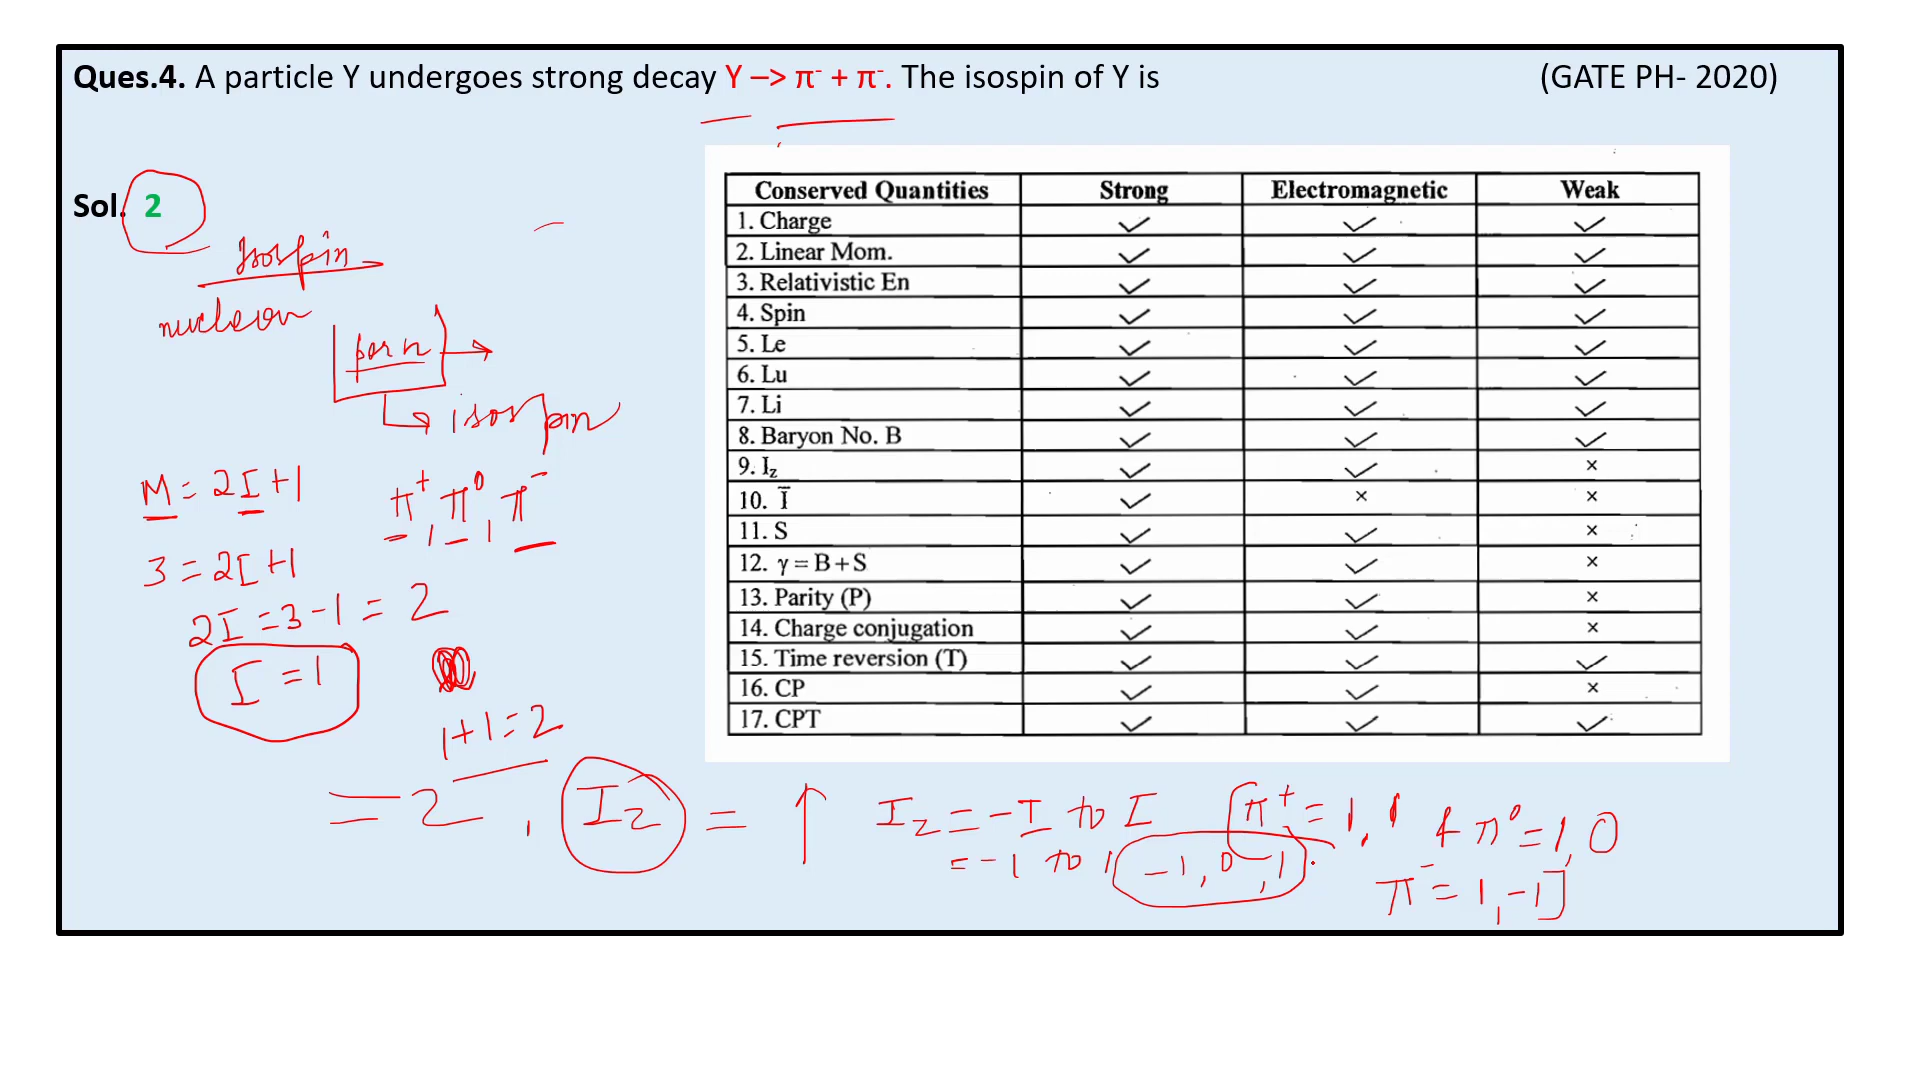 Ques.4. A particle Y undergoes strong decay Y –> π⁻ + π⁻. The isospin of Y is (GATE PH- 2020)
Sol. 2
Isospin
nucleon
p or n
isospin
M = 2I+1
π⁺, π⁰, π⁻
3 = 2I+1
2I = 3-1 = 2
I = 1
1+1=2
= 2, Iz =
Iz = -I to I
= -1 to 1
-1, 0, 1
[π⁺ = 1, 1 & π⁰ = 1, 0
π⁻ = 1, -1]
Conserved Quantities Strong Electromagnetic Weak
1. Charge ✓ ✓ ✓
2. Linear Mom. ✓ ✓ ✓
3. Relativistic En ✓ ✓ ✓
4. Spin ✓ ✓ ✓
5. Le ✓ ✓ ✓
6. Lu ✓ ✓ ✓
7. Li ✓ ✓ ✓
8. Baryon No. B ✓ ✓ ✓
9. Iz ✓ ✓ ×
10. Ī ✓ × ×
11. S ✓ ✓ ×
12. γ = B + S ✓ ✓ ×
13. Parity (P) ✓ ✓ ×
14. Charge conjugation ✓ ✓ ×
15. Time reversion (T) ✓ ✓ ✓
16. CP ✓ ✓ ×
17. CPT ✓ ✓ ✓